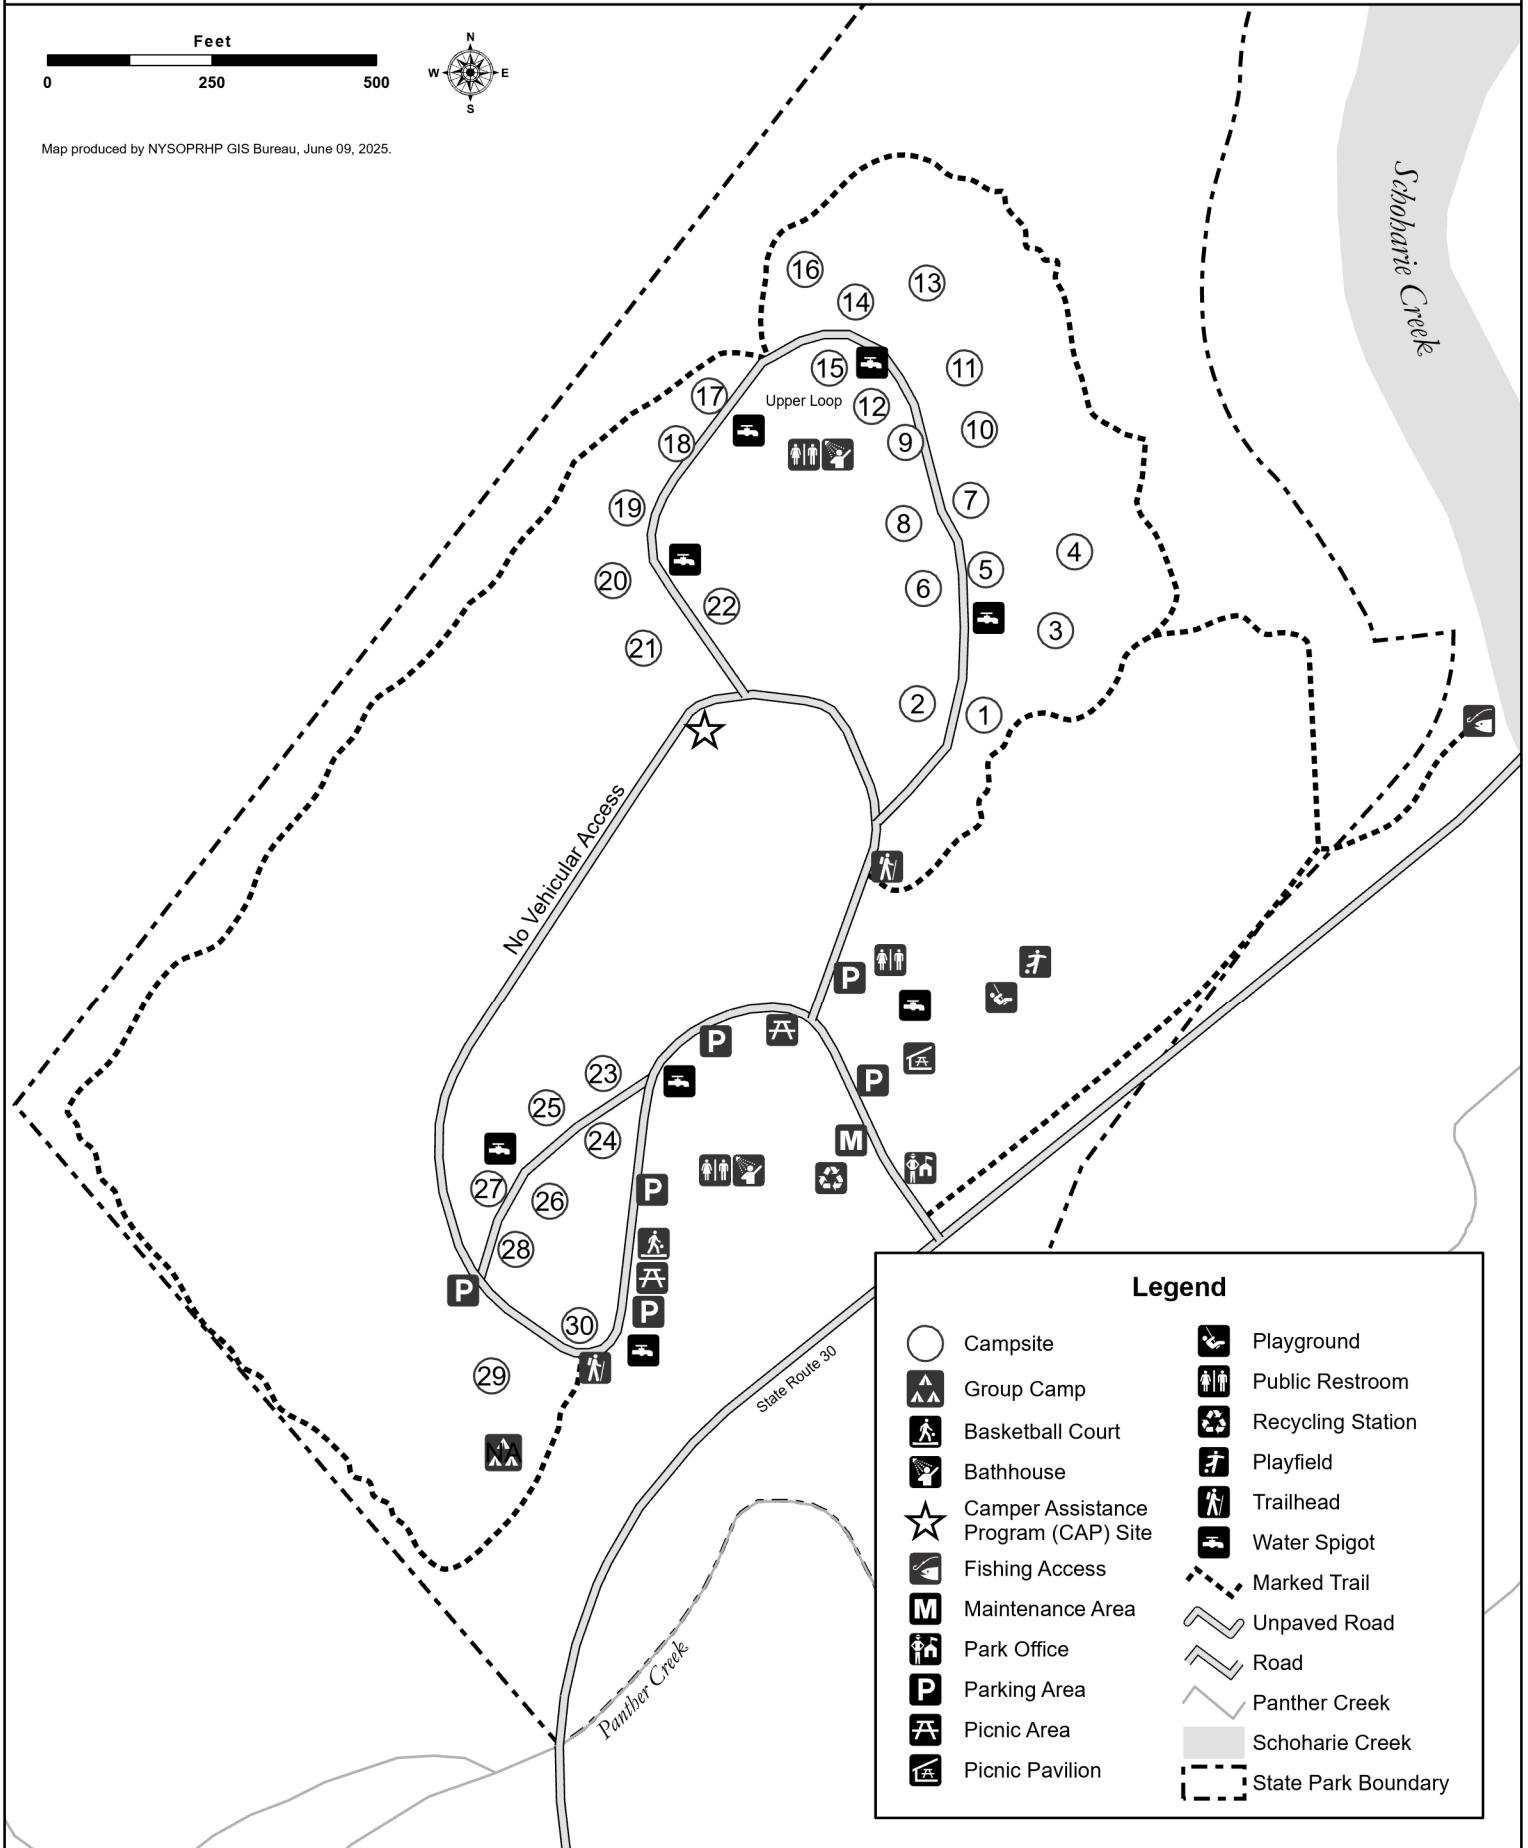 Feet
0 250 500
N
W E
S
Map produced by NYSOPRHP GIS Bureau, June 09, 2025.
Schoharie Creek
16
13
14
15
11
17
Upper Loop
12
10
18
9
19
7
8
4
5
20
6
22
3
21
2
1
No Vehicular Access
P
P
23
P
25
24
M
27
P
26
28
P
P
30
29
NA
State Route 30
Panther Creek
Legend
Campsite
Group Camp
Basketball Court
Bathhouse
Camper Assistance
Program (CAP) Site
Fishing Access
M Maintenance Area
Park Office
P Parking Area
Picnic Area
Picnic Pavilion
Playground
Public Restroom
Recycling Station
Playfield
Trailhead
Water Spigot
Marked Trail
Unpaved Road
Road
Panther Creek
Schoharie Creek
State Park Boundary